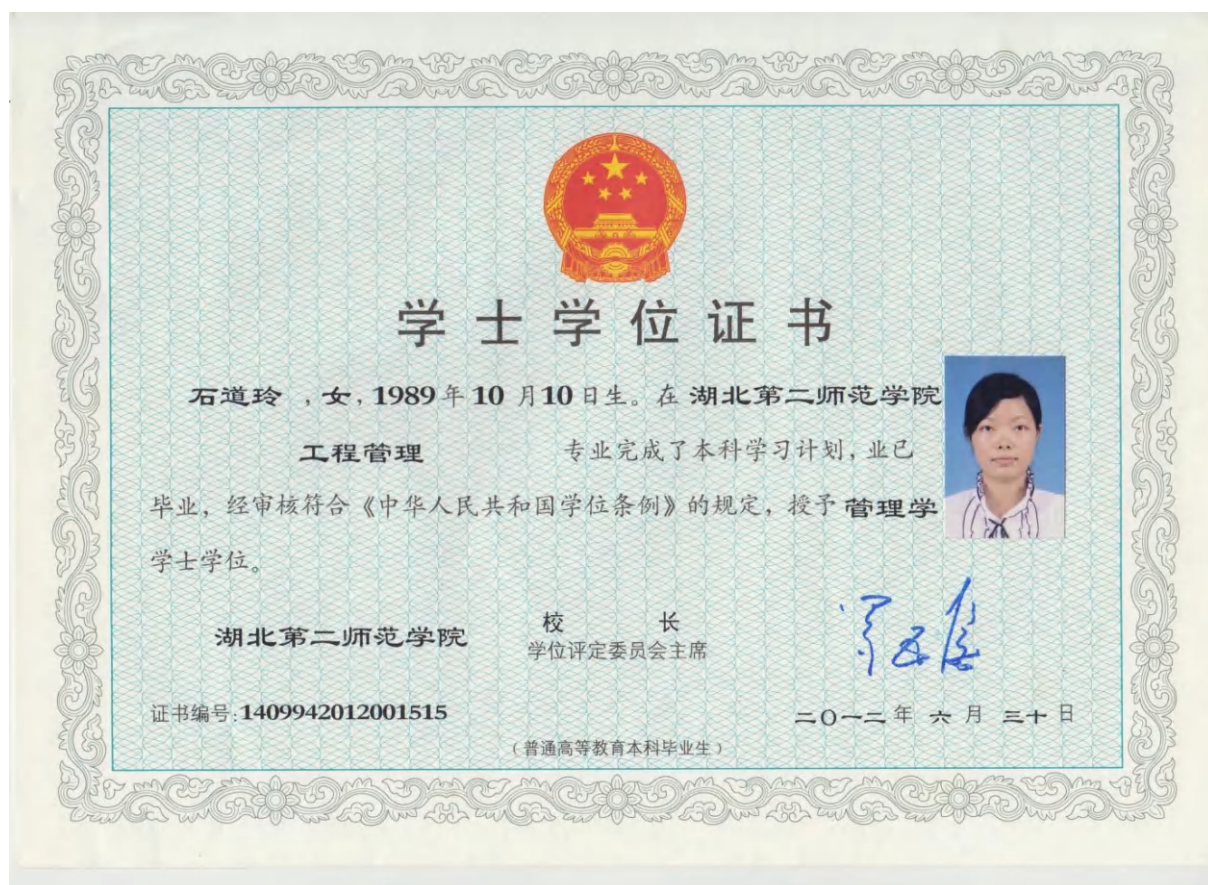 学士学位证书
石道玲 ,女,1989年10月10日生。在湖北第二师范学院
工程管理 专业完成了本科学习计划,业已
毕业,经审核符合《中华人民共和国学位条例》的规定,授予管理学
学士学位。
湖北第二师范学院
校长
学位评定委员会主席
证书编号:1409942012001515
二〇一二年六月三十日
(普通高等教育本科毕业生)